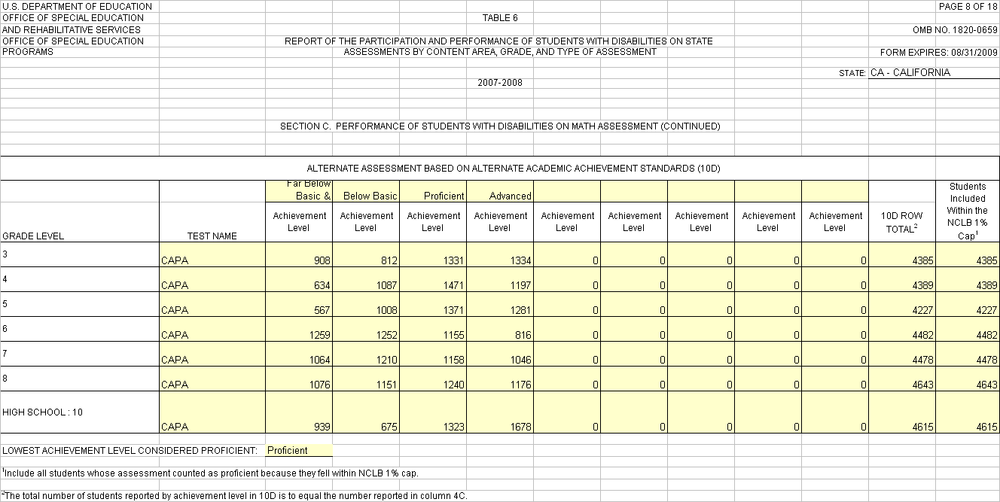 U.S. DEPARTMENT OF EDUCATION PAGE 8 OF 18
OFFICE OF SPECIAL EDUCATION TABLE 6
AND REHABILITATIVE SERVICES OMB NO. 1820-0659
OFFICE OF SPECIAL EDUCATION REPORT OF THE PARTICIPATION AND PERFORMANCE OF STUDENTS WITH DISABILITIES ON STATE
PROGRAMS ASSESSMENTS BY CONTENT AREA, GRADE, AND TYPE OF ASSESSMENT FORM EXPIRES: 08/31/2009
STATE: CA - CALIFORNIA
2007-2008
SECTION C. PERFORMANCE OF STUDENTS WITH DISABILITIES ON MATH ASSESSMENT (CONTINUED)
ALTERNATE ASSESSMENT BASED ON ALTERNATE ACADEMIC ACHIEVEMENT STANDARDS (10D)
Far Below
Basic & Below Basic Proficient Advanced
GRADE LEVEL TEST NAME Achievement Level Achievement Level Achievement Level Achievement Level Achievement Level Achievement Level Achievement Level Achievement Level Achievement Level 10D ROW TOTAL² Students Included Within the NCLB 1% Cap¹
3 CAPA 908 812 1331 1334 0 0 0 0 0 4385 4385
4 CAPA 634 1087 1471 1197 0 0 0 0 0 4389 4389
5 CAPA 567 1008 1371 1281 0 0 0 0 0 4227 4227
6 CAPA 1259 1252 1155 816 0 0 0 0 0 4482 4482
7 CAPA 1064 1210 1158 1046 0 0 0 0 0 4478 4478
8 CAPA 1076 1151 1240 1176 0 0 0 0 0 4643 4643
HIGH SCHOOL : 10 CAPA 939 675 1323 1678 0 0 0 0 0 4615 4615
LOWEST ACHIEVEMENT LEVEL CONSIDERED PROFICIENT: Proficient
¹Include all students whose assessment counted as proficient because they fell within NCLB 1% cap.
²The total number of students reported by achievement level in 10D is to equal the number reported in column 4C.